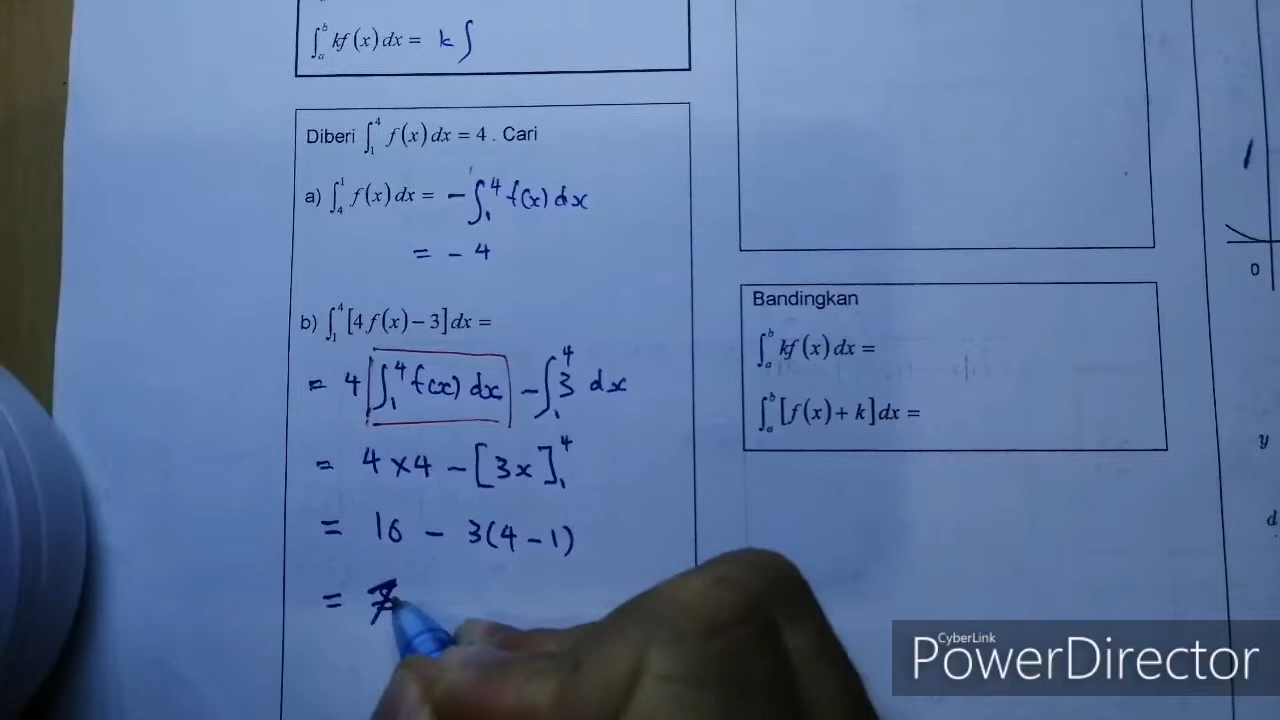 ∫ₐᵇ kf(x)dx = k∫
Diberi ∫₁⁴ f(x)dx = 4 . Cari
a) ∫₄¹ f(x)dx = -∫₁⁴ f(x)dx
= - 4
b) ∫₁⁴ [4f(x)-3]dx =
= 4 ∫₁⁴ f(x)dx - ∫₁⁴ 3 dx
= 4×4 - [3x]₁⁴
= 16 - 3(4-1)
= 7
Bandingkan
∫ₐᵇ kf(x)dx =
∫ₐᵇ [f(x)+k]dx =
0
y
d
CyberLink
PowerDirector